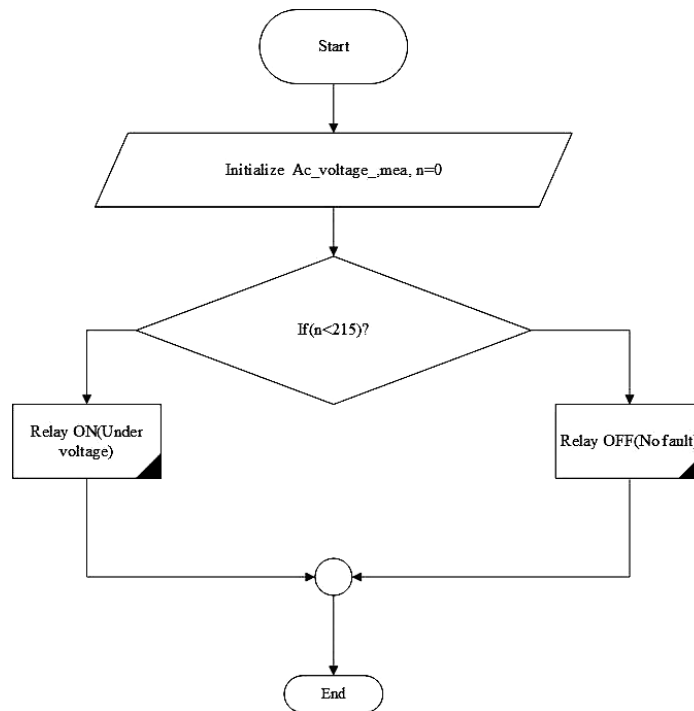 Start
Initialize Ac_voltage_,mea, n=0
If(n<215)?
Relay ON(Under
voltage)
Relay OFF(No fault)
End